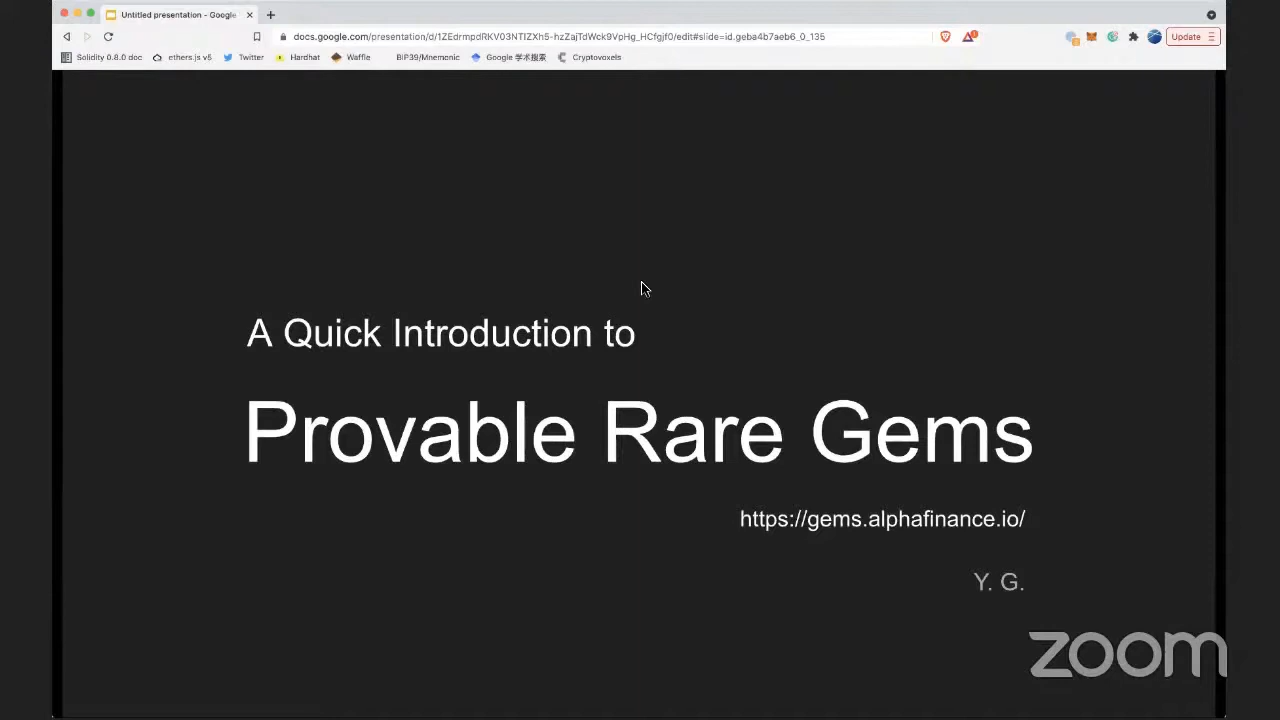 Untitled presentation - Google
docs.google.com/presentation/d/1ZEdrmpdRKV03NTIZXh5-hzZajTdWck9VpHg_HCfgjf0/edit#slide=id.geba4b7aeb6_0_135
Update
Solidity 0.8.0 doc
ethers.js v5
Twitter
Hardhat
Waffle
BIP39/Mnemonic
Google 学术搜索
Cryptovoxels
A Quick Introduction to
Provable Rare Gems
https://gems.alphafinance.io/
Y. G.
zoom